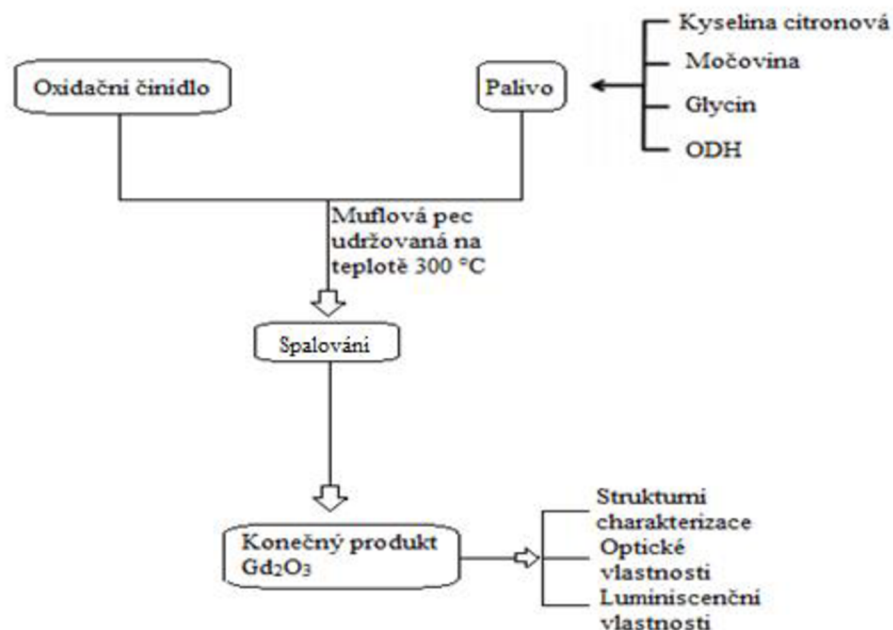 Kyselina citronová
Oxidační činidlo
Palivo
Močovina
Glycin
ODH
Muflová pec
udržovaná na
teplotě 300 °C
Spalování
Konečný produkt
Gd₂O₃
Strukturní
charakterizace
Optické
vlastnosti
Luminiscenční
vlastnosti